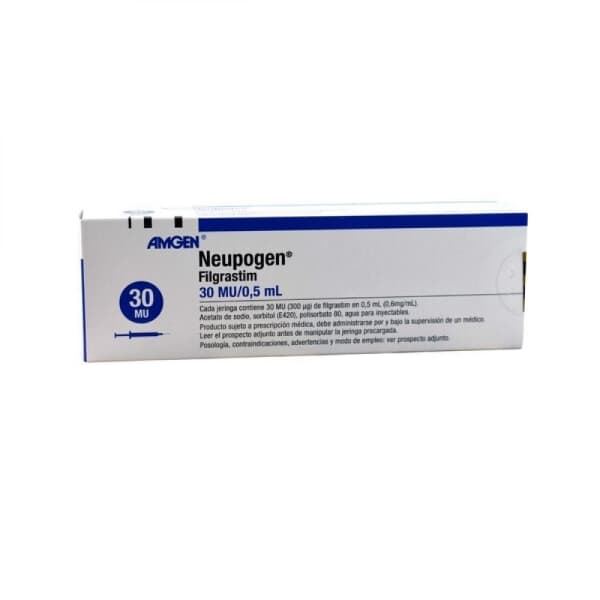 AMGEN®
Neupogen®
Filgrastim
30 MU/0,5 mL
30
MU
Cada jeringa contiene 30 MU (300 µg) de filgrastim en 0,5 mL (0,6mg/mL).
Acetato de sodio, sorbitol (E420), polisorbato 80, agua para inyectables.
Producto sujeto a prescripción médica, debe administrarse por y bajo la supervisión de un médico.
Leer el prospecto adjunto antes de manipular la jeringa precargada.
Posología, contraindicaciones, advertencias y modo de empleo: ver prospecto adjunto.